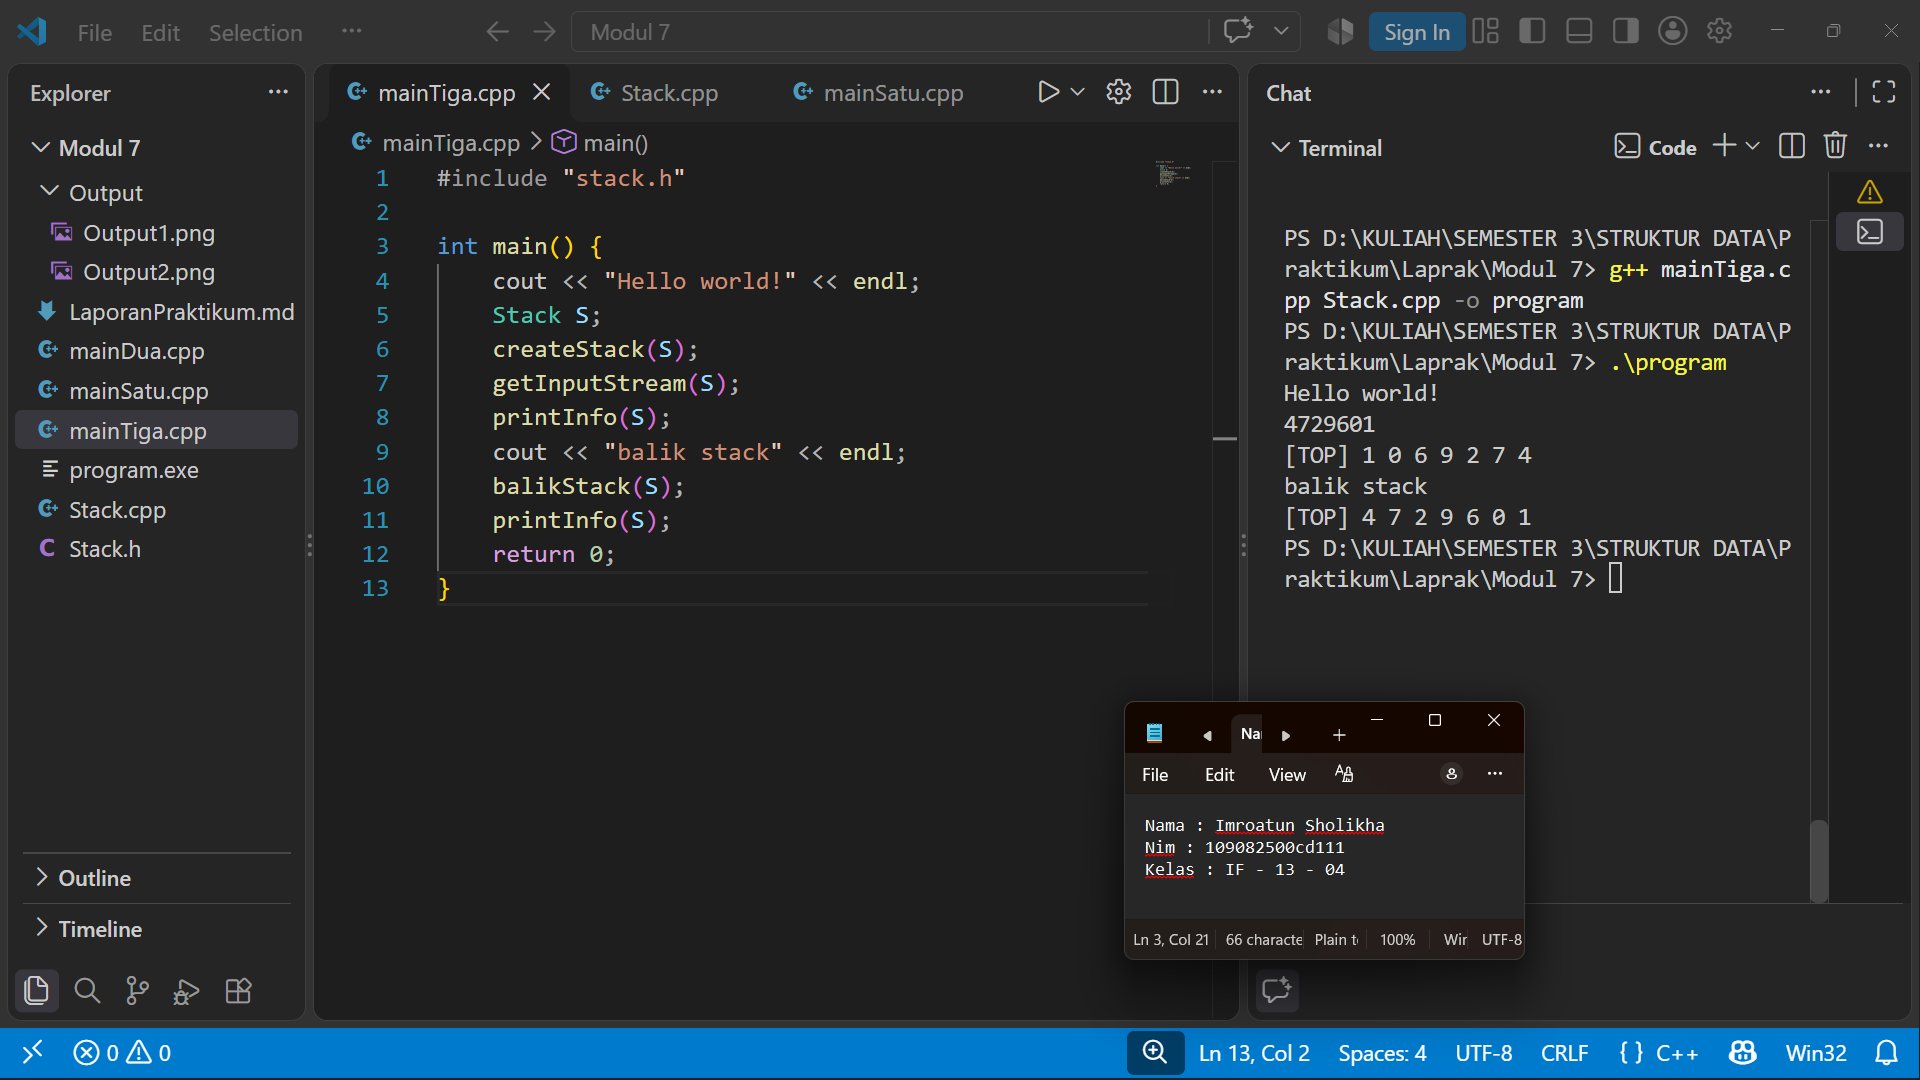 File Edit Selection ···
Modul 7
Sign In
Explorer
Modul 7
Output
Output1.png
Output2.png
LaporanPraktikum.md
mainDua.cpp
mainSatu.cpp
mainTiga.cpp
program.exe
Stack.cpp
C Stack.h
Outline
Timeline
mainTiga.cpp
Stack.cpp
mainSatu.cpp
mainTiga.cpp > main()
1 #include "stack.h"
2
3 int main() {
4 cout << "Hello world!" << endl;
5 Stack S;
6 createStack(S);
7 getInputStream(S);
8 printInfo(S);
9 cout << "balik stack" << endl;
10 balikStack(S);
11 printInfo(S);
12 return 0;
13 }
Chat
Terminal
Code
PS D:\KULIAH\SEMESTER 3\STRUKTUR DATA\P
raktikum\Laprak\Modul 7> g++ mainTiga.c
pp Stack.cpp -o program
PS D:\KULIAH\SEMESTER 3\STRUKTUR DATA\P
raktikum\Laprak\Modul 7> .\program
Hello world!
4729601
[TOP] 1 0 6 9 2 7 4
balik stack
[TOP] 4 7 2 9 6 0 1
PS D:\KULIAH\SEMESTER 3\STRUKTUR DATA\P
raktikum\Laprak\Modul 7>
Na
File Edit View
Nama : Imroatun Sholikha
Nim : 109082500cd111
Kelas : IF - 13 - 04
Ln 3, Col 21 66 characte Plain t 100% Wir UTF-8
0 0
Ln 13, Col 2 Spaces: 4 UTF-8 CRLF {} C++ Win32